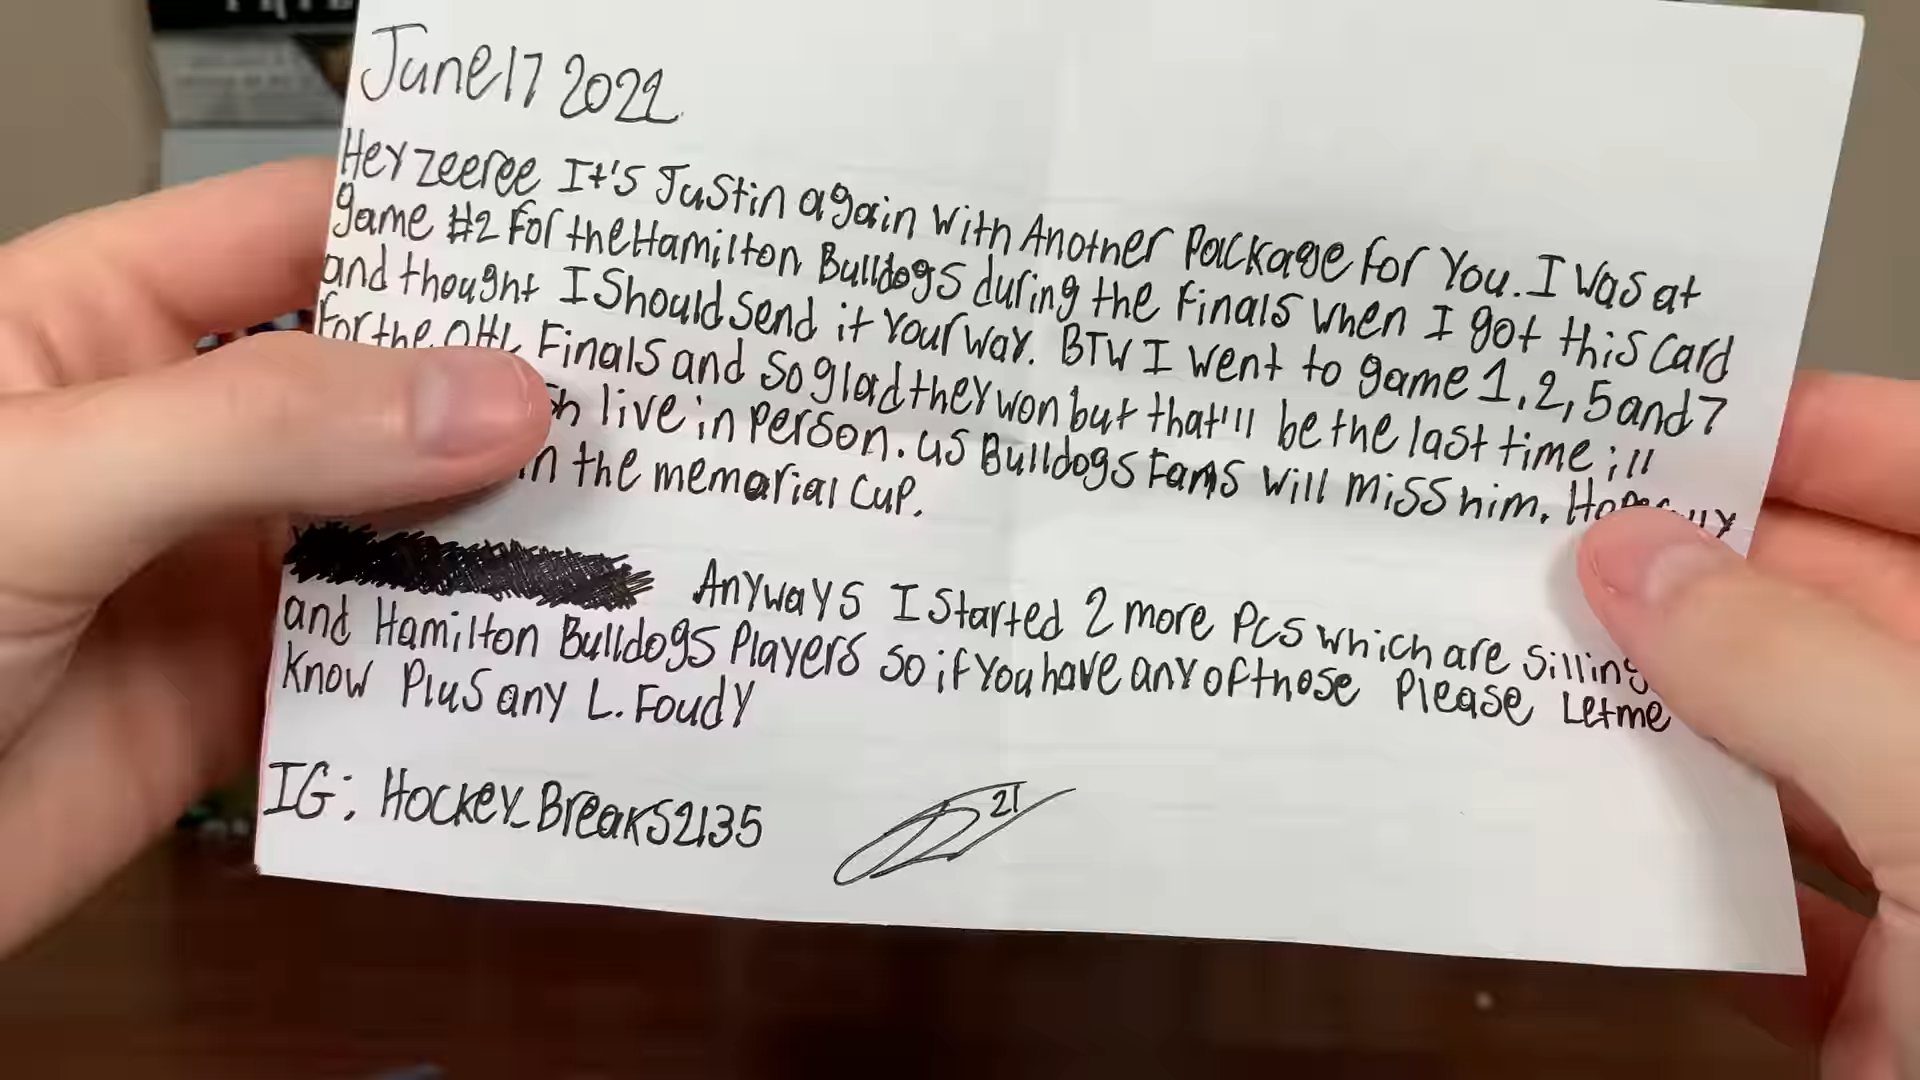 June 17 2022
Hey Zeeree It's Justin again with Another Package for You. I was at
game #2 for the Hamilton Bulldogs during the Finals when I got this card
and thought I should send it your way. BTW I went to game 1, 2, 5 and 7
for the OHL Finals and so glad they won but that'll be the last time i'll
live in person. us Bulldogs Fans will miss him.
in the memorial cup.
Anyways I started 2 more PCs which are
and Hamilton Bulldogs Players so if you have any of those Please Let me
know Plus any L. Foudy
IG: Hockey_Breaks2135
21